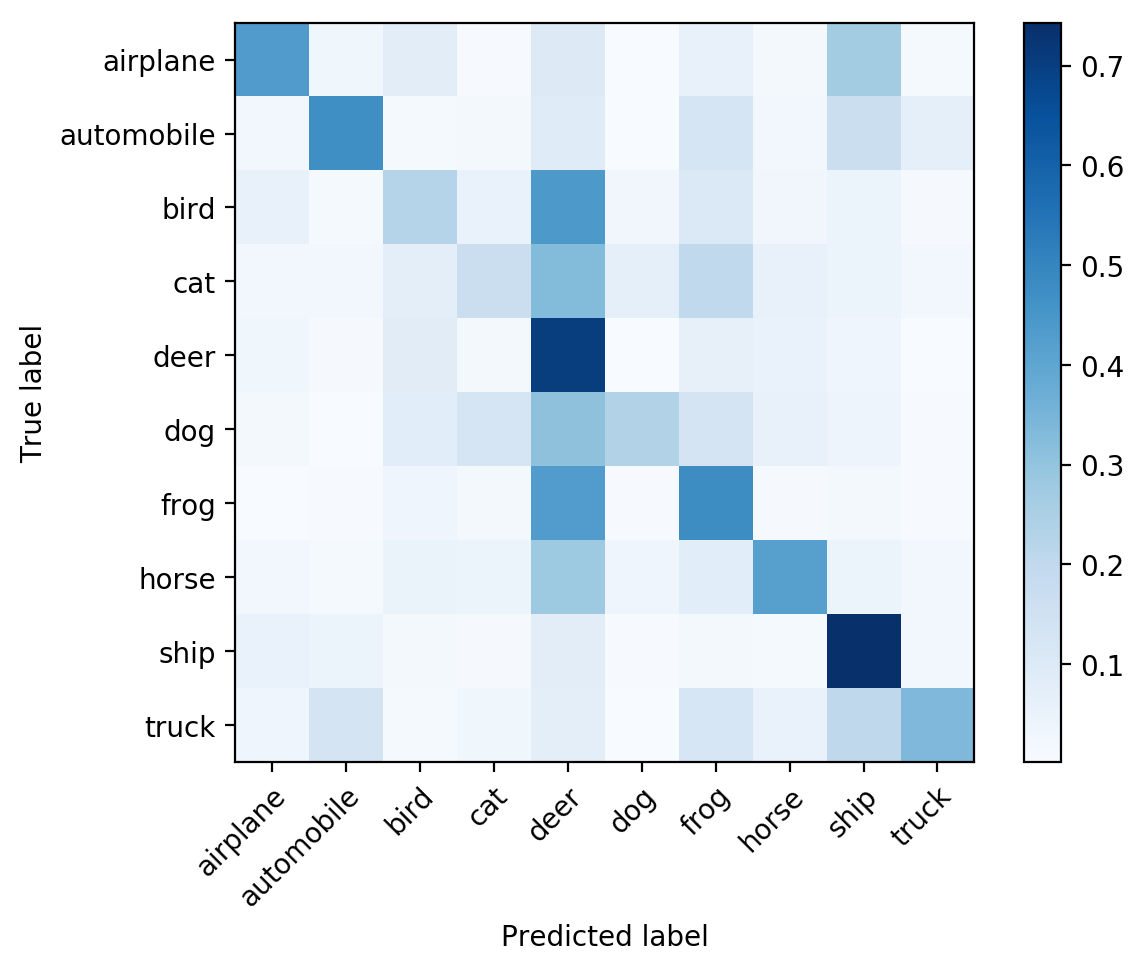 True label
airplane
automobile
bird
cat
deer
dog
frog
horse
ship
truck
airplane
automobile
bird
cat
deer
dog
frog
horse
ship
truck
Predicted label
0.7
0.6
0.5
0.4
0.3
0.2
0.1